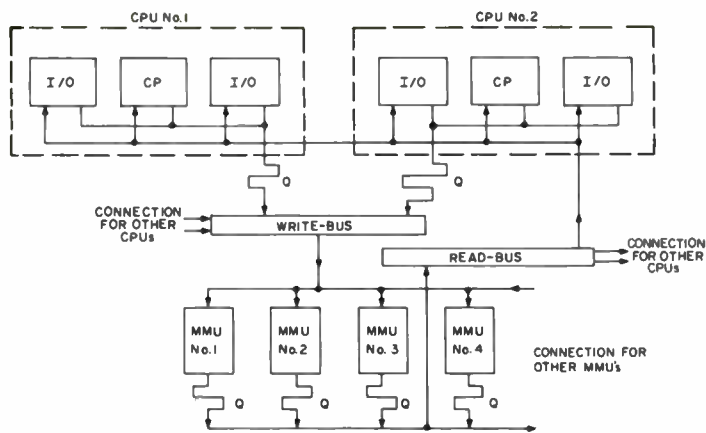 CPU No.1
CPU No.2
I/O
CP
I/O
I/O
CP
I/O
Q
Q
CONNECTION
FOR OTHER
CPUs
WRITE-BUS
READ-BUS
CONNECTION
FOR OTHER
CPUs
MMU
No.1
MMU
No.2
MMU
No.3
MMU
No.4
CONNECTION FOR
OTHER MMU's
Q
Q
Q
Q